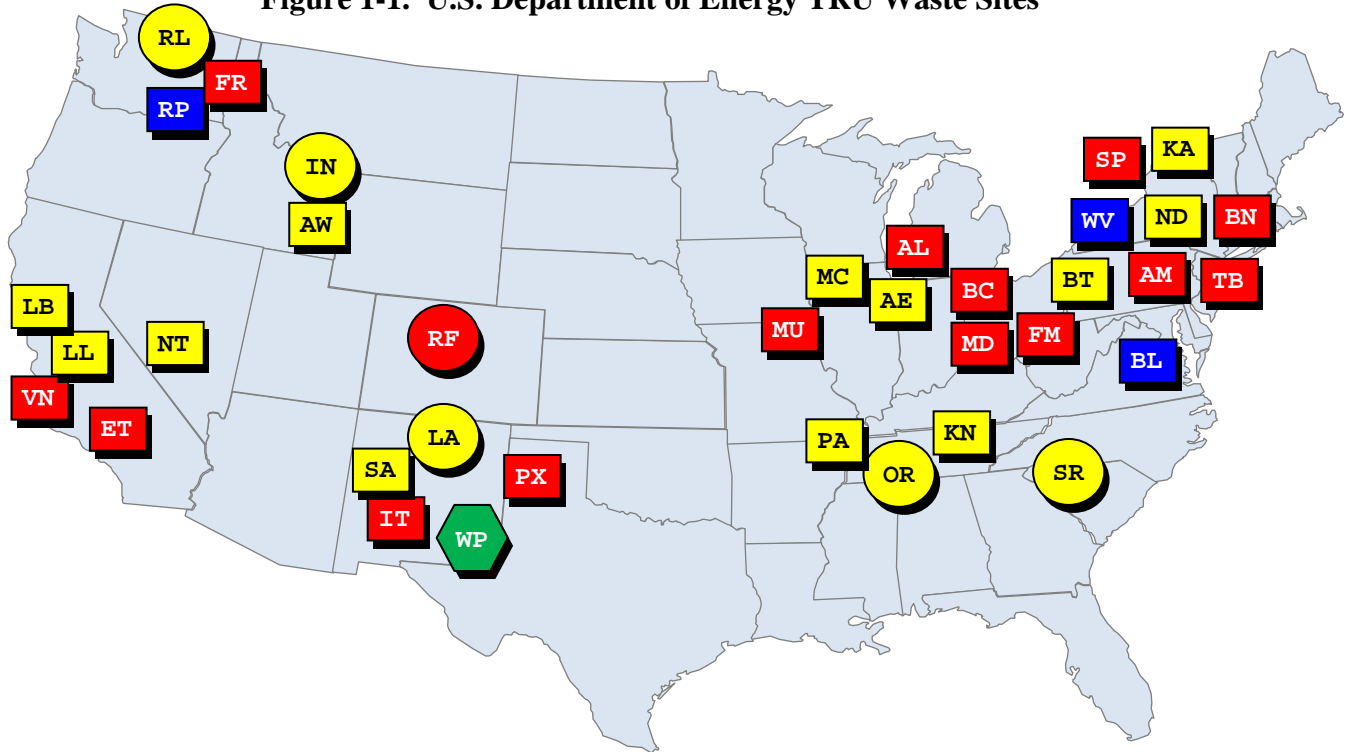 Figure 1-1. U.S. Department of Energy TRU Waste Sites
RL
FR
RP
IN
AW
SP
KA
WV
ND
BN
AL
MC
AE
BC
BT
AM
TB
LB
LL
NT
RF
MU
MD
FM
BL
VN
ET
LA
SA
PX
IT
WP
PA
KN
OR
SR